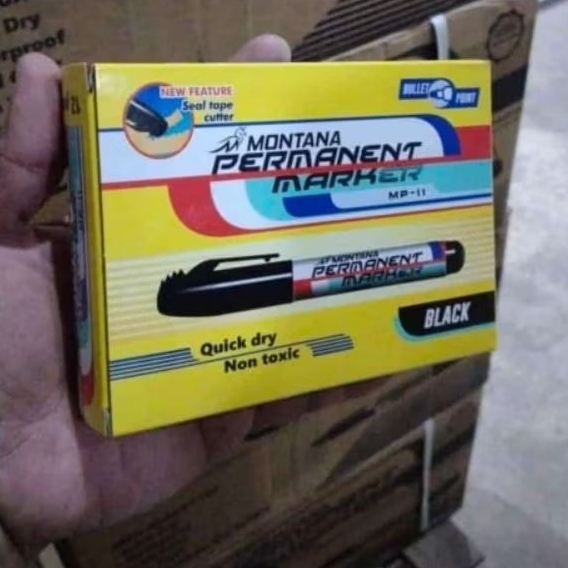 Dry
NEW FEATURE
Seal tape
cutter
BULLET POINT
MONTANA
PERMANENT
MARKER
MP-11
MONTANA
PERMANENT
MARKER
BLACK
Quick dry
Non toxic